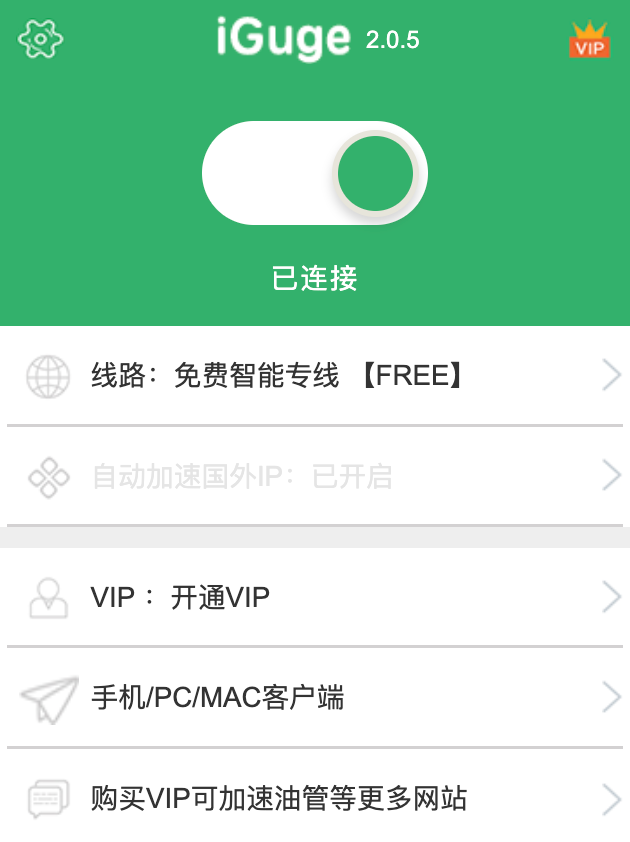 iGuge 2.0.5
VIP
已连接
线路：免费智能专线 【FREE】
自动加速国外IP：已开启
VIP ：开通VIP
手机/PC/MAC客户端
购买VIP可加速油管等更多网站